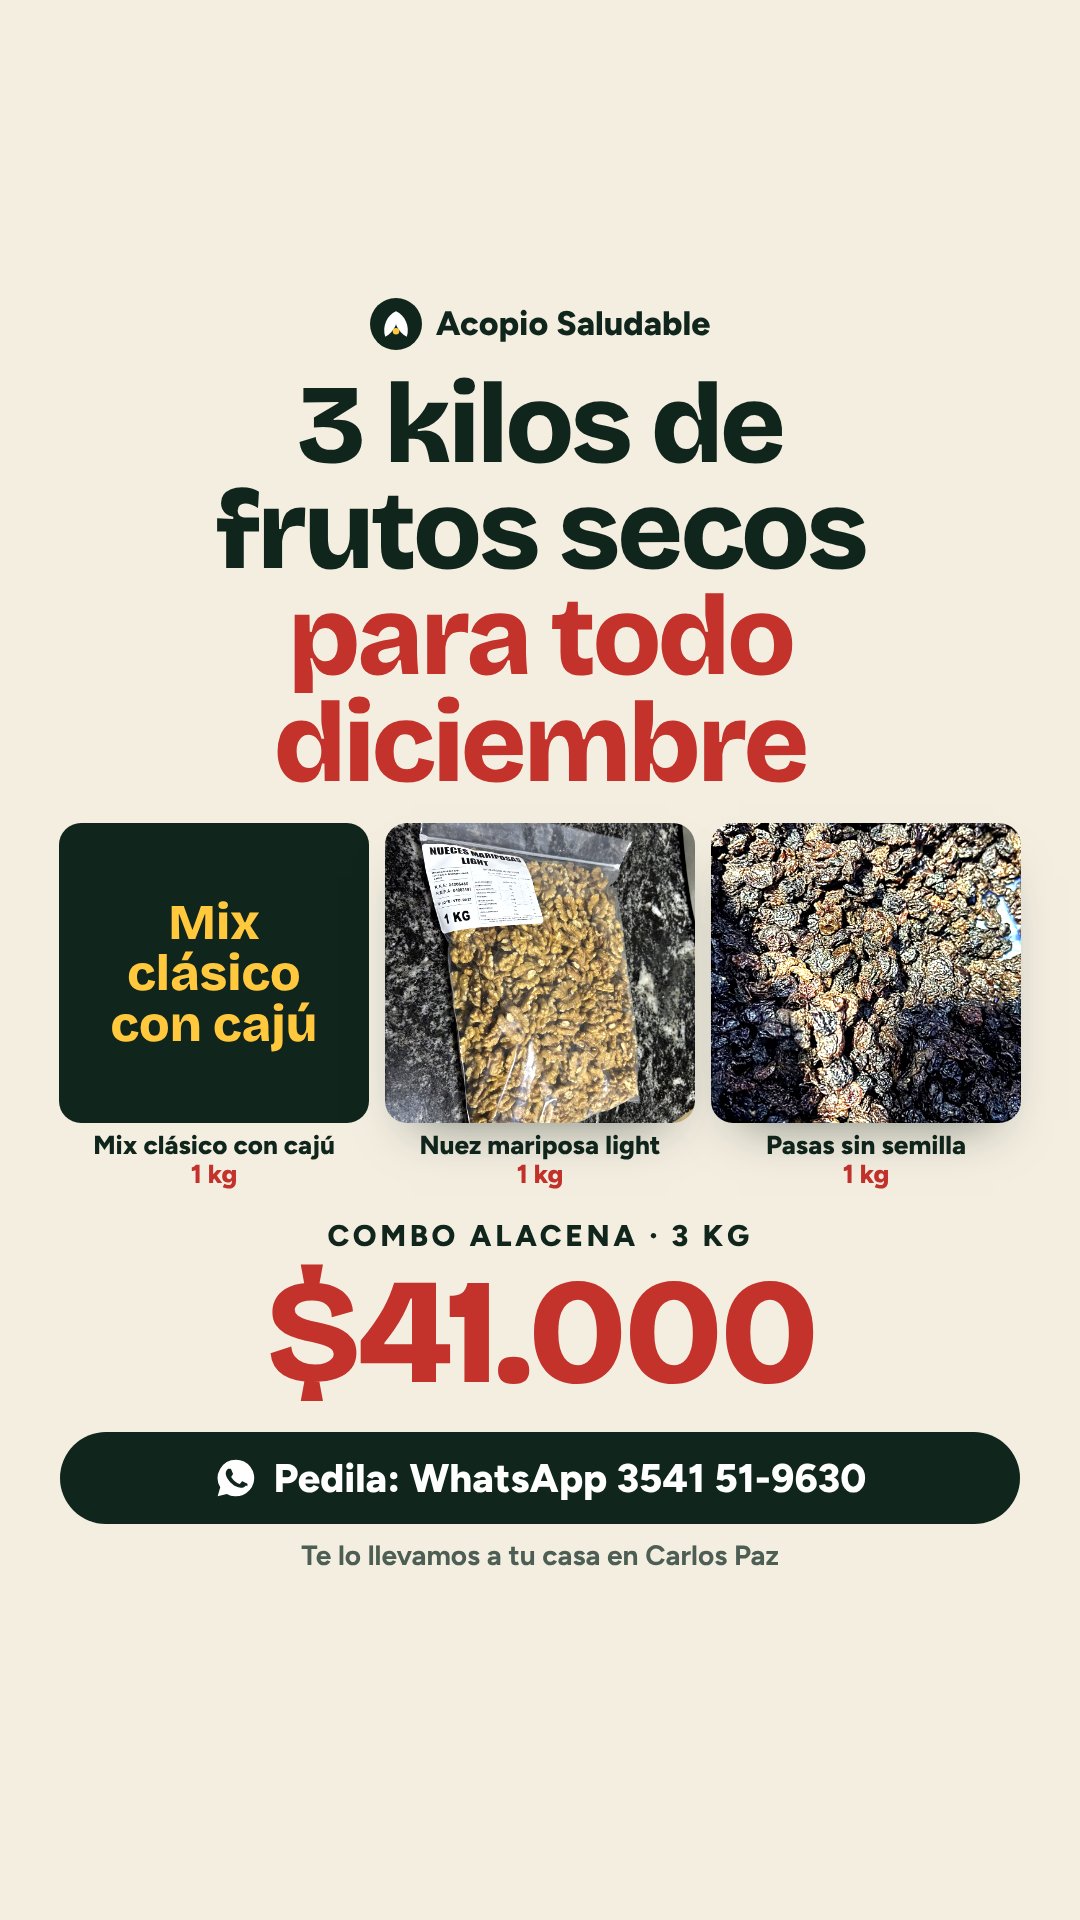 Acopio Saludable
3 kilos de
frutos secos
para todo
diciembre
Mix
clásico
con cajú
NUECES MARIPOSAS
LIGHT
1 KG
Mix clásico con cajú
1 kg
Nuez mariposa light
1 kg
Pasas sin semilla
1 kg
COMBO ALACENA · 3 KG
$41.000
Pedila: WhatsApp 3541 51-9630
Te lo llevamos a tu casa en Carlos Paz